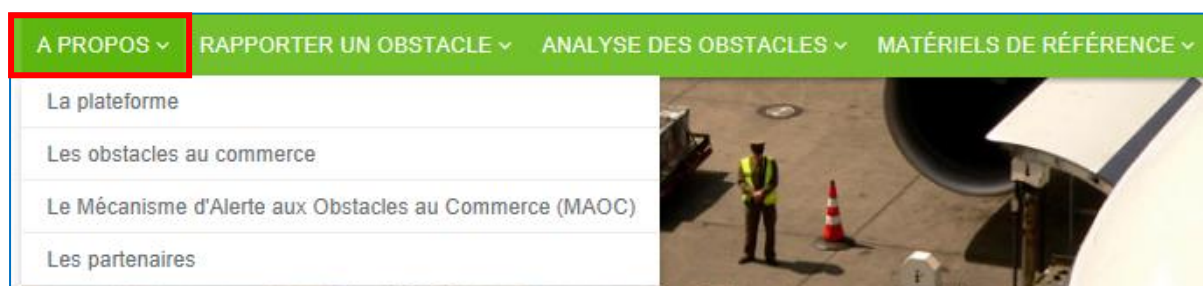 A PROPOS RAPPORTER UN OBSTACLE ANALYSE DES OBSTACLES MATÉRIELS DE RÉFÉRENCE
La plateforme
Les obstacles au commerce
Le Mécanisme d'Alerte aux Obstacles au Commerce (MAOC)
Les partenaires